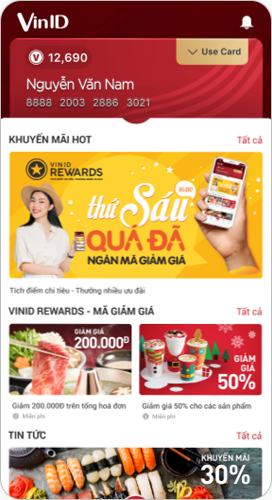 VinID
V 12,690
Use Card
Nguyễn Văn Nam
8888 2003 2886 3021
KHUYẾN MÃI HOT
Tất cả
VINID
REWARDS
thứ Sáu
QUÁ ĐÃ
NGÀN MÃ GIẢM GIÁ
Tích điểm chi tiêu - Thưởng nhiều ưu đãi
VINID REWARDS - MÃ GIẢM GIÁ
Tất cả
GIẢM GIÁ
200.000Đ
GIẢM GIÁ
50%
Giảm 200.000Đ trên tổng hoá đơn
Giảm giá 50% cho các sản phẩm
Miễn phí
Miễn phí
TIN TỨC
Tất cả
KHUYẾN MÃI
30%